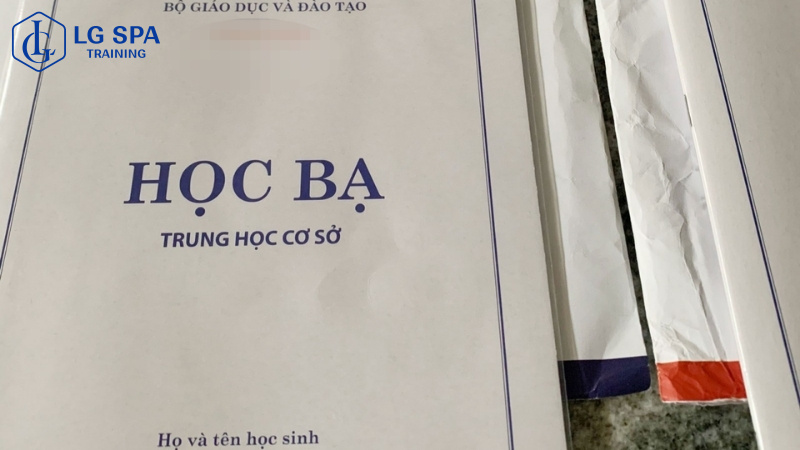 BỘ GIÁO DỤC VÀ ĐÀO TẠO
LG SPA
TRAINING
HỌC BẠ
TRUNG HỌC CƠ SỞ
Họ và tên học sinh